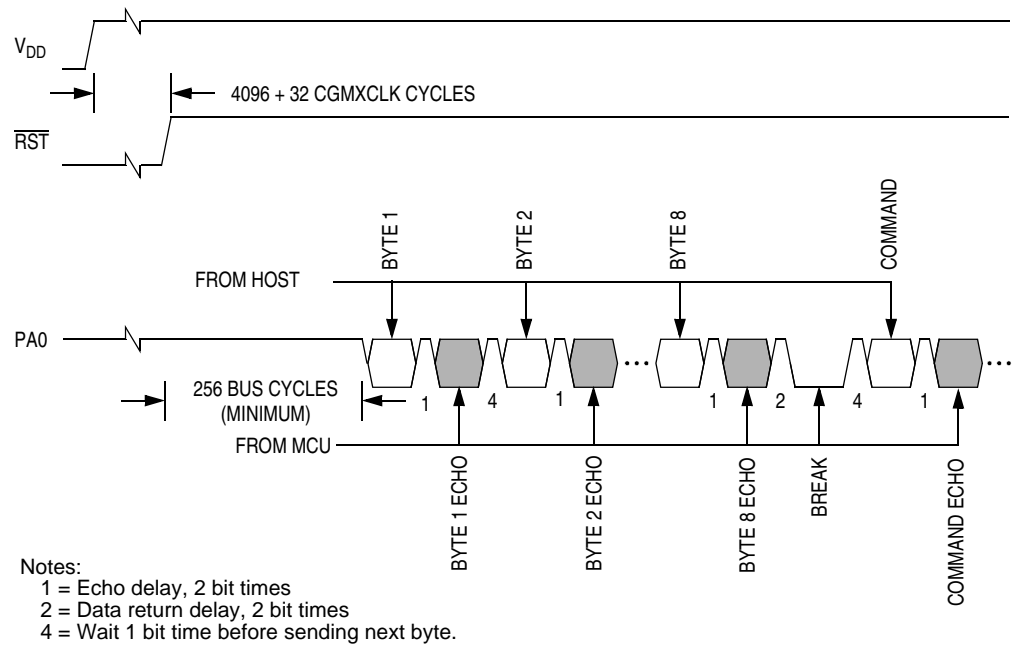 VDD
4096 + 32 CGMXCLK CYCLES
RST
BYTE 1
BYTE 2
BYTE 8
COMMAND
FROM HOST
PA0
256 BUS CYCLES
(MINIMUM)
1
4
1
1
2
4
1
FROM MCU
BYTE 1 ECHO
BYTE 2 ECHO
BYTE 8 ECHO
BREAK
COMMAND ECHO
Notes:
1 = Echo delay, 2 bit times
2 = Data return delay, 2 bit times
4 = Wait 1 bit time before sending next byte.